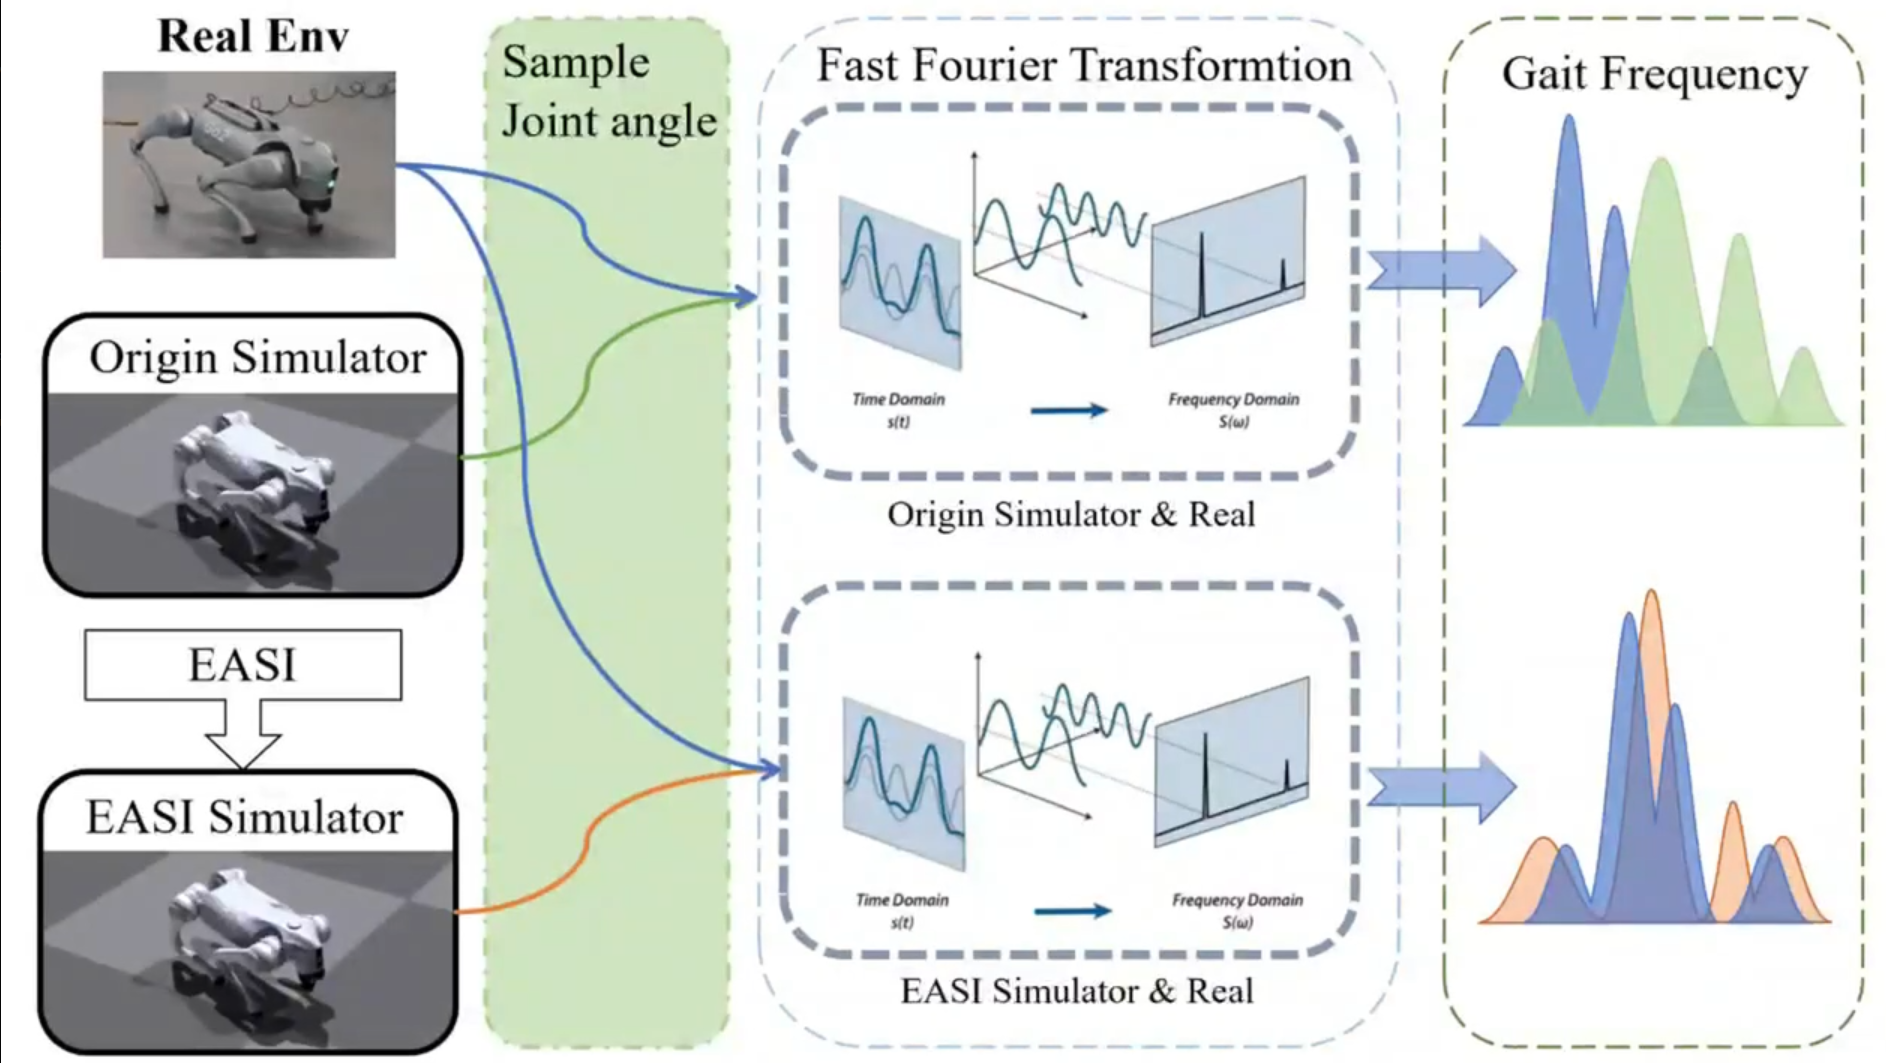 Real Env
Sample
Joint angle
Fast Fourier Transformtion
Gait Frequency
Origin Simulator
Time Domain
s(t)
Frequency Domain
S(ω)
Origin Simulator & Real
EASI
EASI Simulator
Time Domain
s(t)
Frequency Domain
S(ω)
EASI Simulator & Real